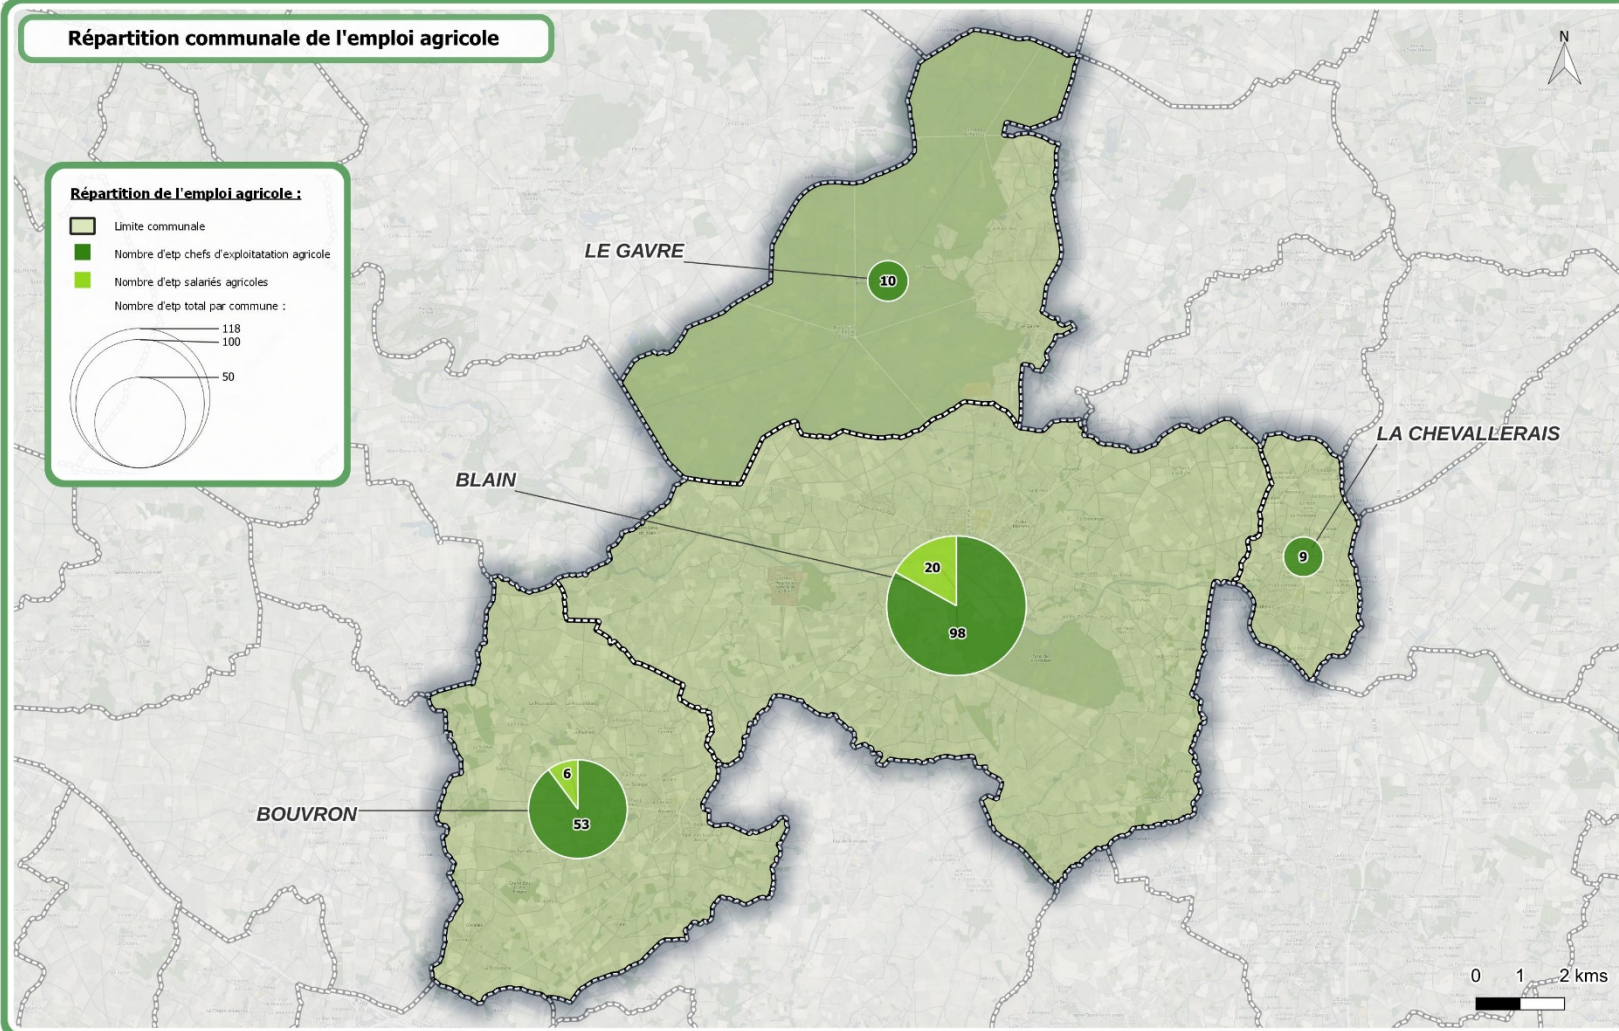 Répartition communale de l'emploi agricole
N
Répartition de l'emploi agricole :
Limite communale
Nombre d'etp chefs d'exploitatation agricole
Nombre d'etp salariés agricoles
Nombre d'etp total par commune :
118
100
50
LE GAVRE
10
LA CHEVALLERAIS
BLAIN
9
20
98
6
BOUVRON
53
0 1 2 kms